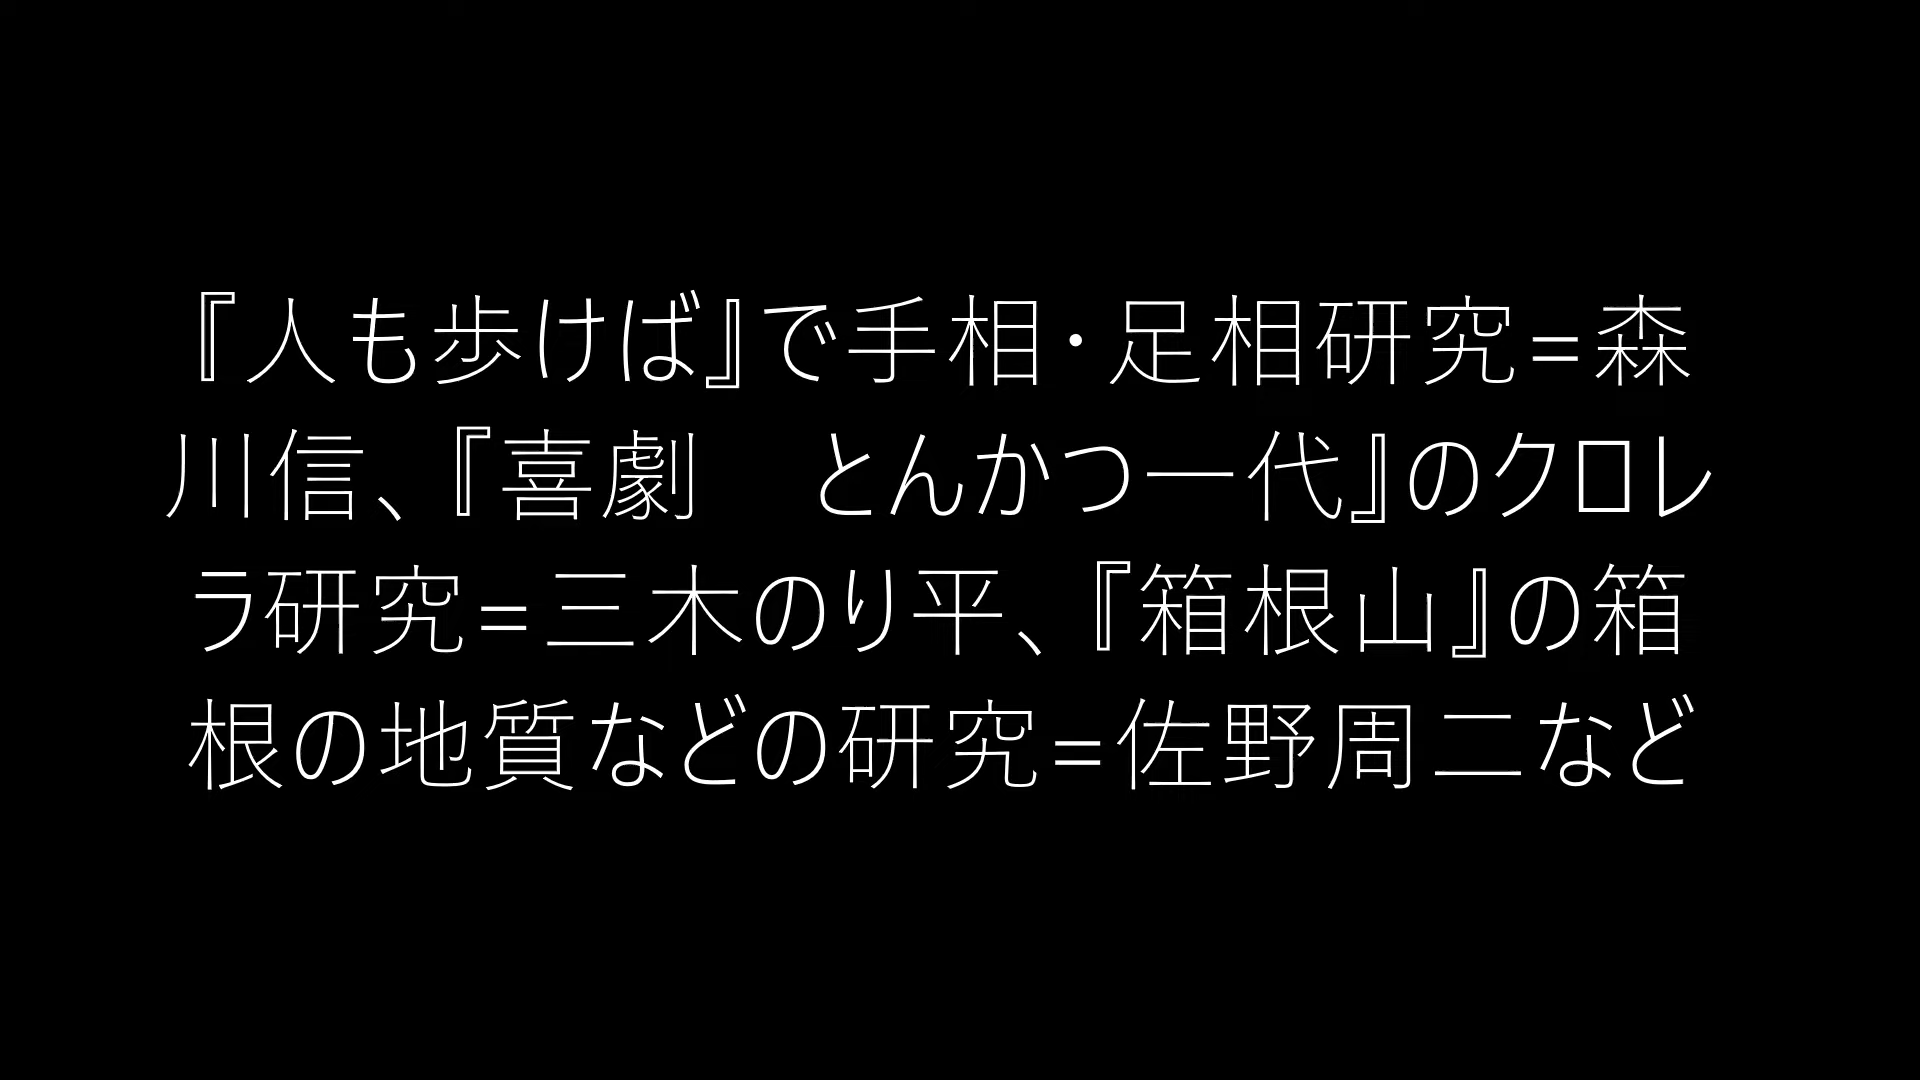 『人も歩けば』で手相・足相研究=森
川信、『喜劇　とんかつ一代』のクロレ
ラ研究=三木のり平、『箱根山』の箱
根の地質などの研究=佐野周二など